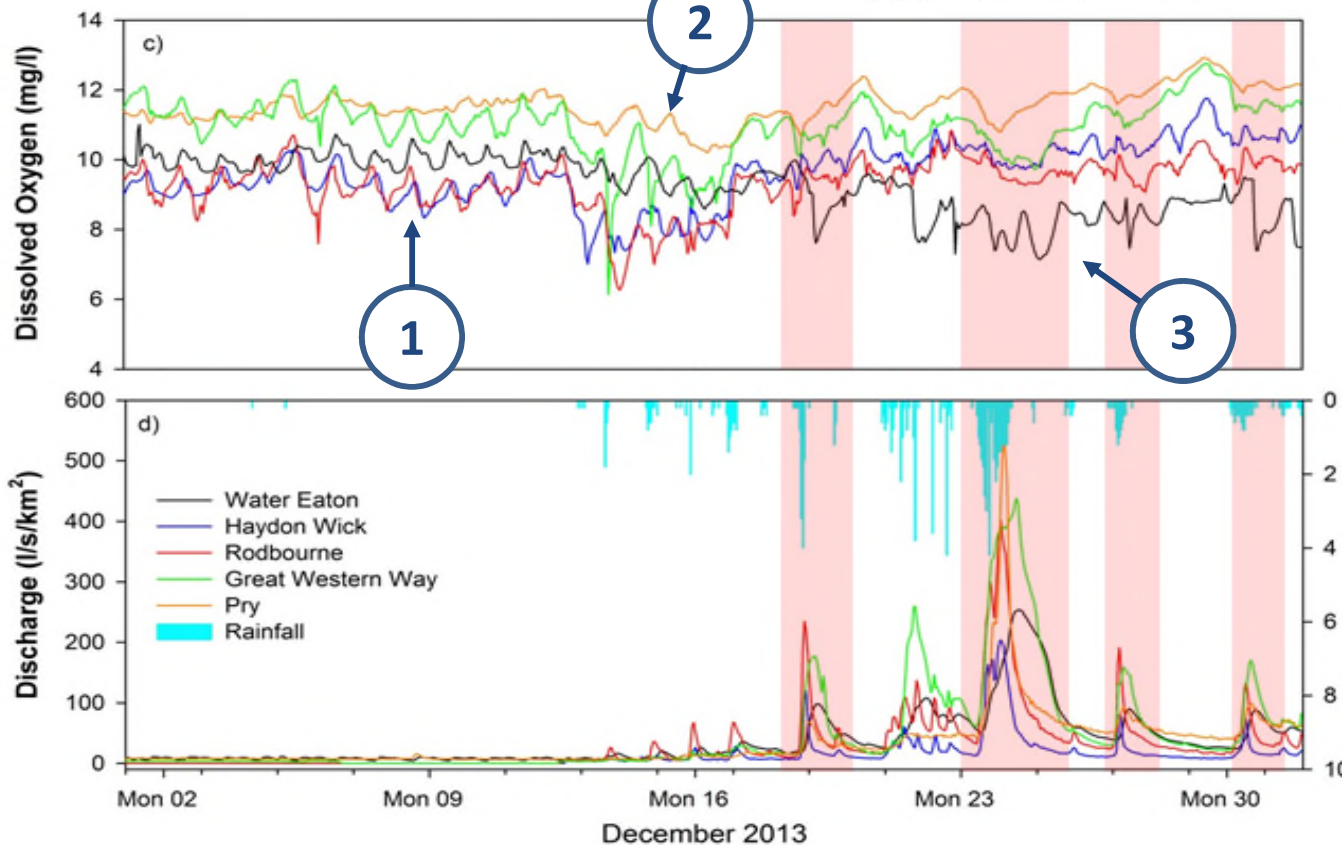 2
14
c)
12
10
8
6
4
Dissolved Oxygen (mg/l)
1
3
600
500
400
300
200
100
0
Discharge (l/s/km²)
d)
Water Eaton
Haydon Wick
Rodbourne
Great Western Way
Pry
Rainfall
0
2
4
6
8
Mon 02
Mon 09
Mon 16
Mon 23
Mon 30
December 2013